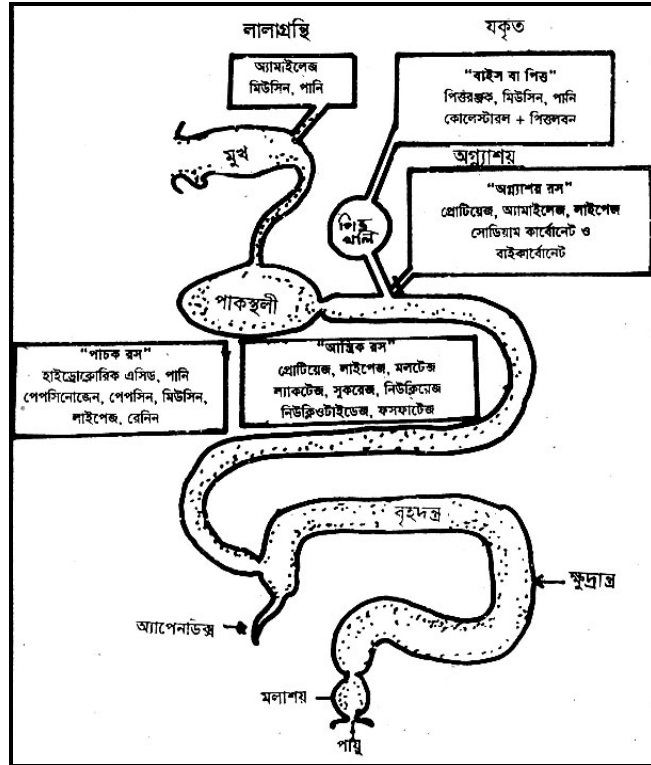 লালাগ্রন্থি
যকৃত
অ্যামাইলেজ
মিউসিন, পানি
"বাইল বা পিত্ত"
পিত্তরঞ্জক, মিউসিন, পানি
কোলেস্টারল + পিত্তলবন
মুখ
অগ্ন্যাশয়
"অগ্ন্যাশয় রস"
প্রোটিয়েজ, অ্যামাইলেজ, লাইপেজ
সোডিয়াম কার্বোনেট ও
বাইকার্বোনেট
পিত্ত
থলি
পাকস্থলী
"পাচক রস"
হাইড্রোক্লোরিক এসিড, পানি
পেপসিনোজেন, পেপসিন, মিউসিন,
লাইপেজ, রেনিন
"আন্ত্রিক রস"
প্রোটিয়েজ, লাইপেজ, মলটেজ
ল্যাকটেজ, সুকরেজ, নিউক্লিয়েজ
নিউক্লিওটাইডেজ, ফসফাটেজ
বৃহদন্ত্র
ক্ষুদ্রান্ত্র
অ্যাপেনডিক্স
মলাশয়
পায়ু